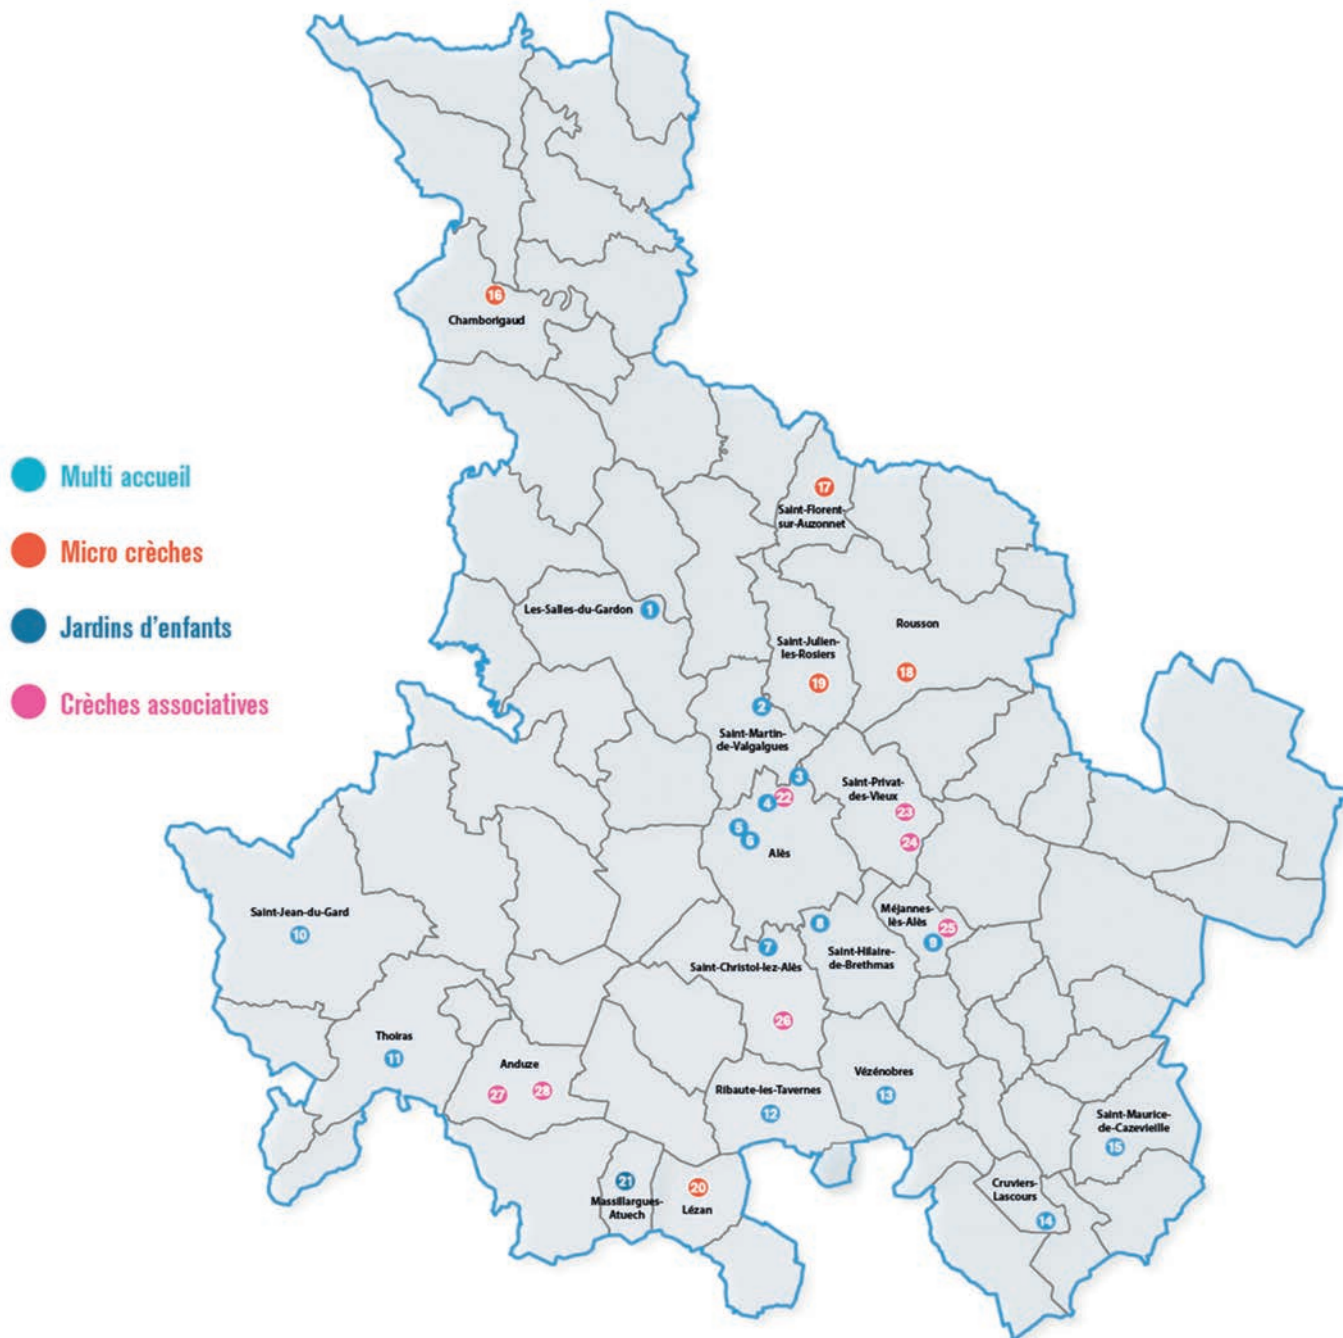 16
Chamborigaud
Multi accueil
Micro crèches
Jardins d'enfants
Crèches associatives
17
Saint-Florent-
sur-Auzonnet
Les-Salles-du-Gardon
1
Rousson
18
Saint-Julien-
les-Rosiers
19
2
Saint-Martin-
de-Valgalgues
3
22
4
5
6
Alès
Saint-Privat-
des-Vieux
23
24
Saint-Jean-du-Gard
10
8
Saint-Hilaire-
de-Brethmas
Méjannes-
lès-Alès
25
9
7
Saint-Christol-lez-Alès
26
Thoiras
11
Anduze
27
28
Ribaute-les-Tavernes
12
Vézénobres
13
Saint-Maurice-
de-Cazevieille
15
21
Massillargues-
Atuech
20
Lézan
Cruviers-
Lascours
14